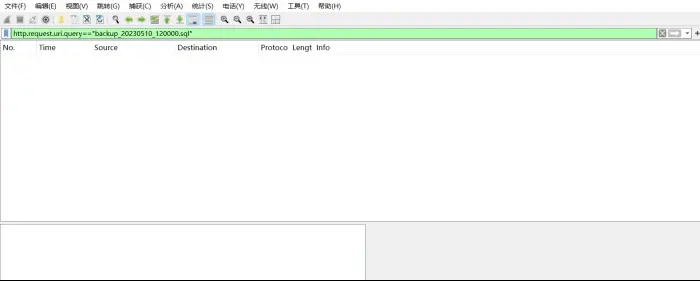 文件(F) 编辑(E) 视图(V) 跳转(G) 捕获(C) 分析(A) 统计(S) 电话(Y) 无线(W) 工具(T) 帮助(H)
http.request.uri.query=="backup_20230510_120000.sql"
No. Time Source Destination Protoco Lengt Info